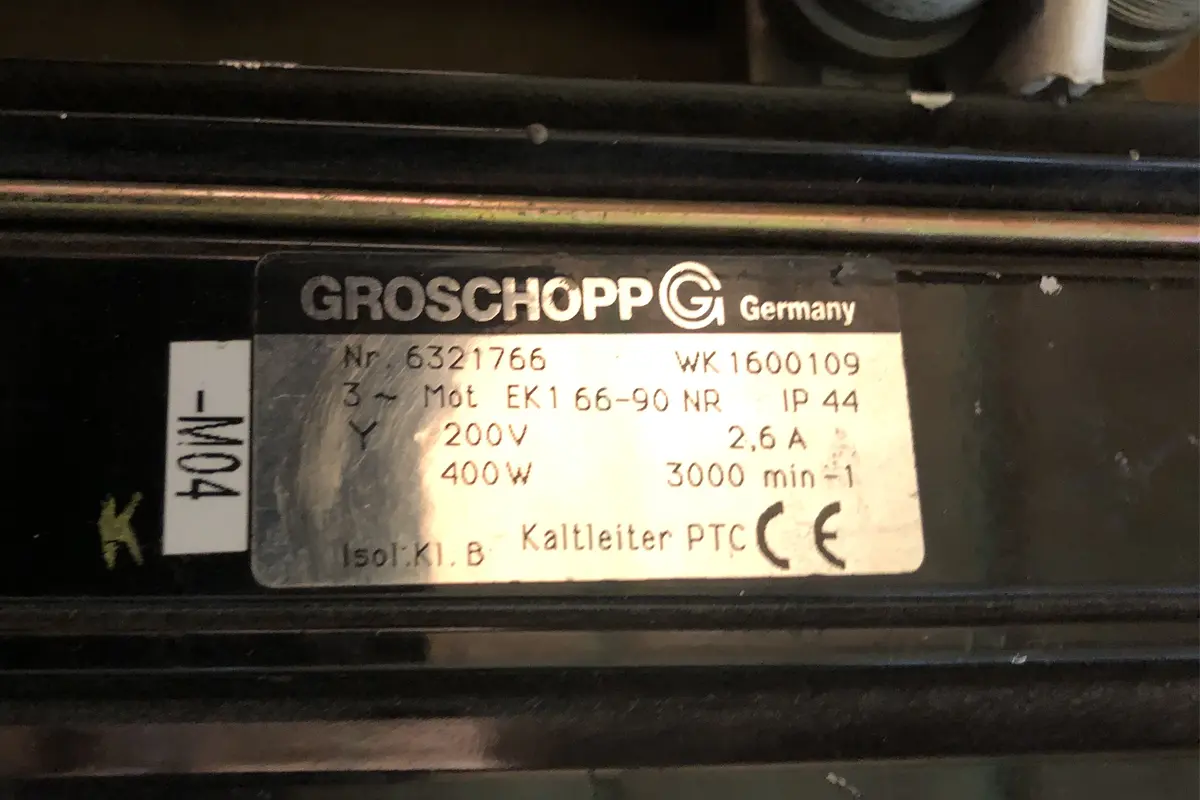 GROSCHOPP G Germany
Nr. 6321766 WK 1600109
3 ~ Mot EK1 66-90 NR IP 44
Y 200V 2,6 A
400W 3000 min-1
Isol.Kl. B Kaltleiter PTC CE
-M04
K